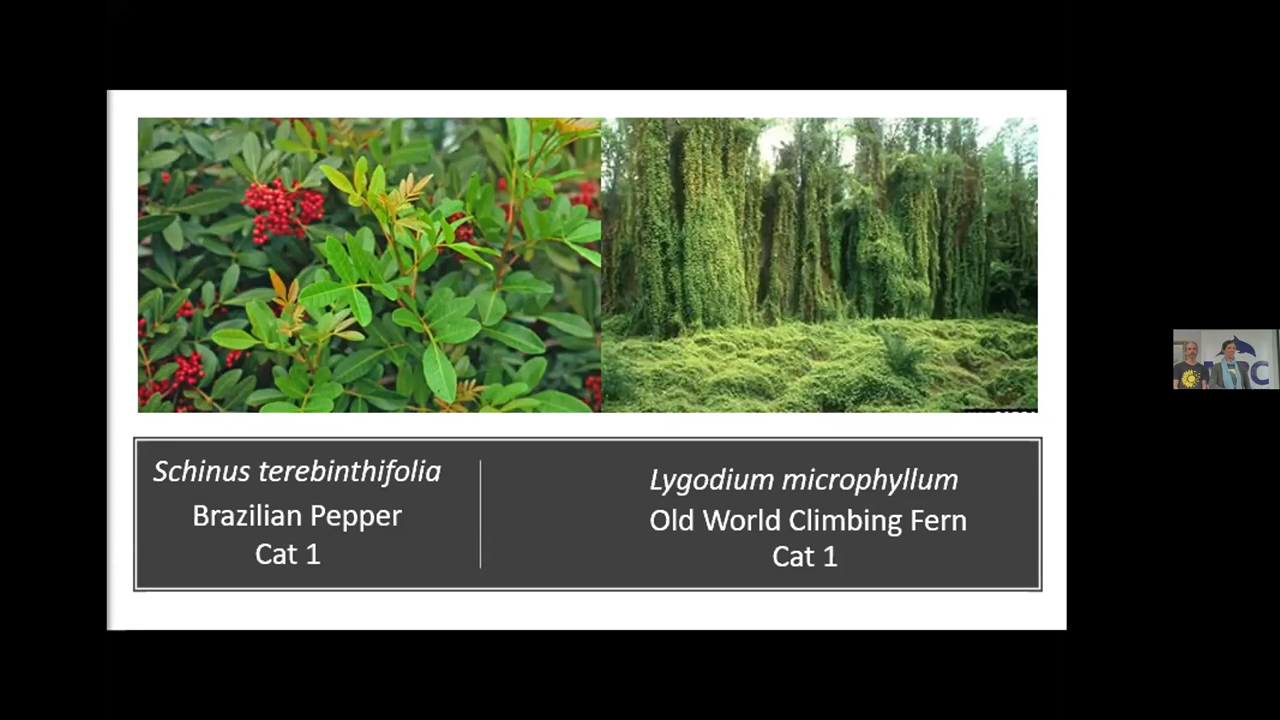 Schinus terebinthifolia
Brazilian Pepper
Cat 1
Lygodium microphyllum
Old World Climbing Fern
Cat 1